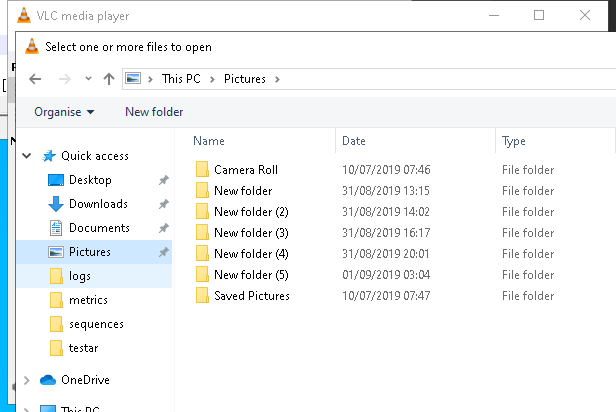 VLC media player
Select one or more files to open
This PC > Pictures >
Organise New folder
Name Date Type
Quick access
Desktop
Downloads
Documents
Pictures
logs
metrics
sequences
testar
OneDrive
This PC
Camera Roll 10/07/2019 07:46 File folder
New folder 31/08/2019 13:15 File folder
New folder (2) 31/08/2019 14:02 File folder
New folder (3) 31/08/2019 16:17 File folder
New folder (4) 31/08/2019 20:01 File folder
New folder (5) 01/09/2019 03:04 File folder
Saved Pictures 10/07/2019 07:47 File folder